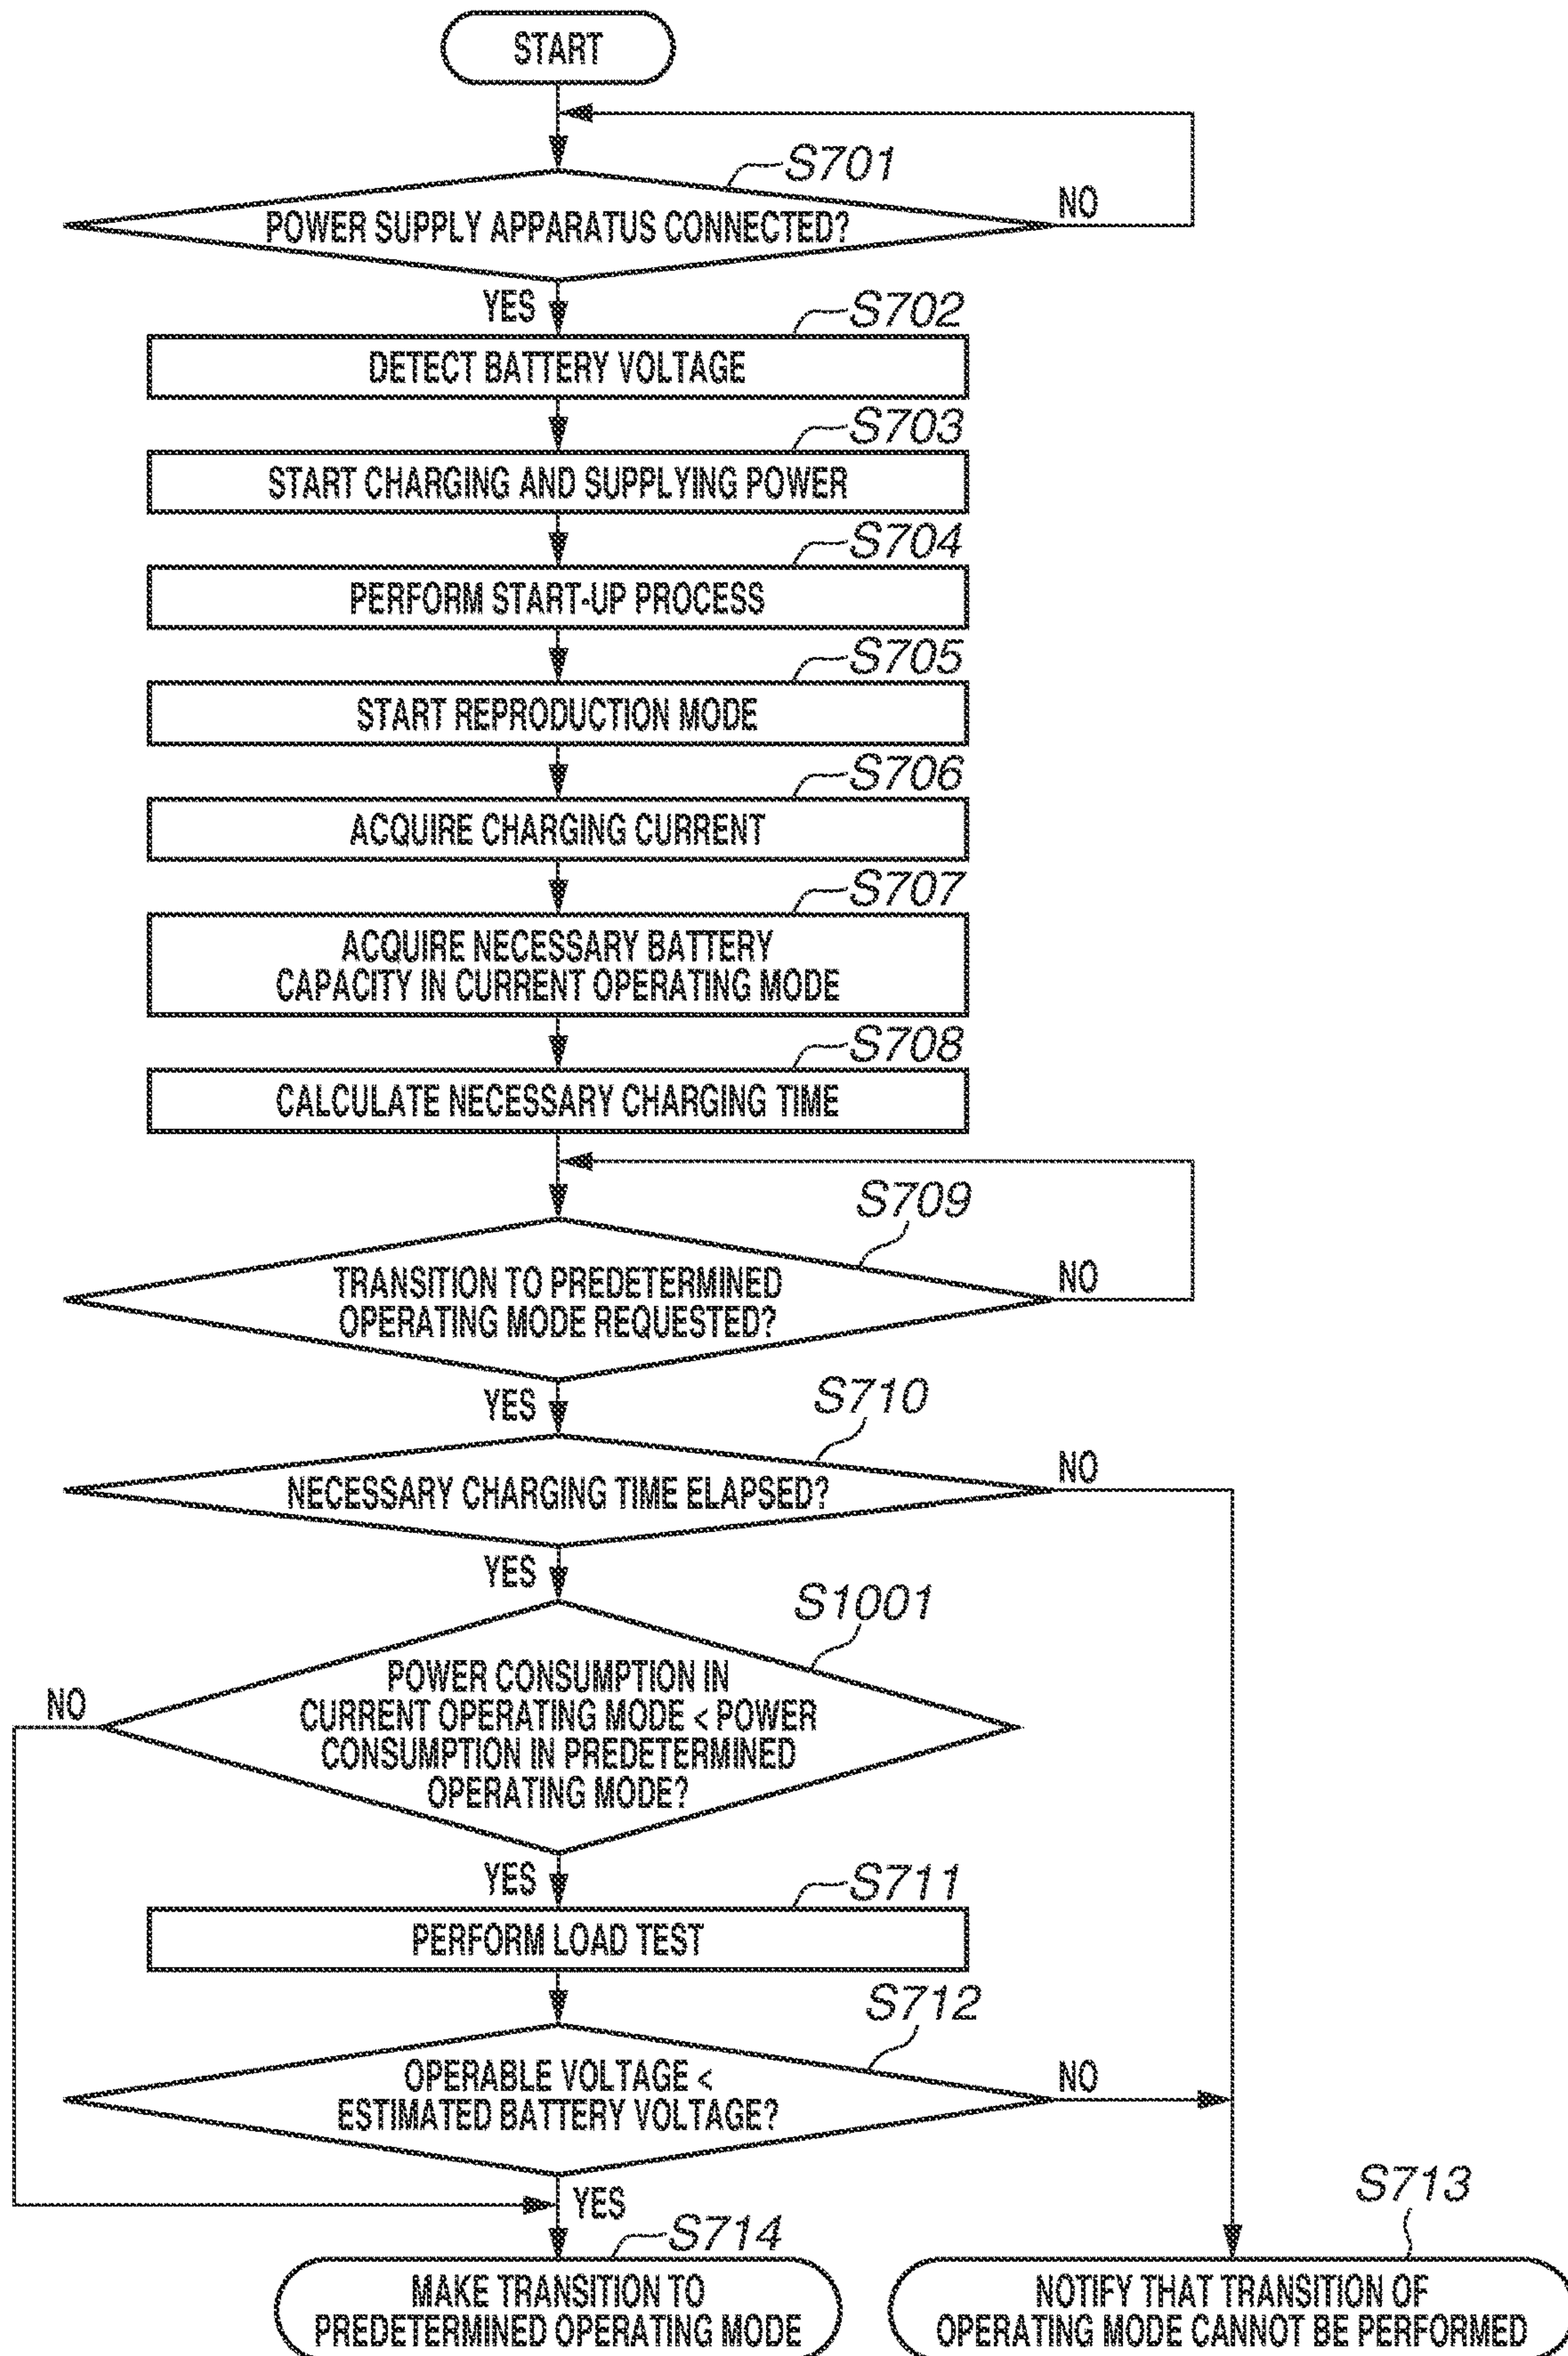 START
S701
POWER SUPPLY APPARATUS CONNECTED?
NO
YES
S702
DETECT BATTERY VOLTAGE
S703
START CHARGING AND SUPPLYING POWER
S704
PERFORM START-UP PROCESS
S705
START REPRODUCTION MODE
S706
ACQUIRE CHARGING CURRENT
S707
ACQUIRE NECESSARY BATTERY
CAPACITY IN CURRENT OPERATING MODE
S708
CALCULATE NECESSARY CHARGING TIME
S709
TRANSITION TO PREDETERMINED
OPERATING MODE REQUESTED?
NO
YES
S710
NECESSARY CHARGING TIME ELAPSED?
NO
YES
S1001
POWER CONSUMPTION IN
CURRENT OPERATING MODE < POWER
CONSUMPTION IN PREDETERMINED
OPERATING MODE?
NO
YES
S711
PERFORM LOAD TEST
S712
OPERABLE VOLTAGE <
ESTIMATED BATTERY VOLTAGE?
NO
YES
S714
MAKE TRANSITION TO
PREDETERMINED OPERATING MODE
S713
NOTIFY THAT TRANSITION OF
OPERATING MODE CANNOT BE PERFORMED